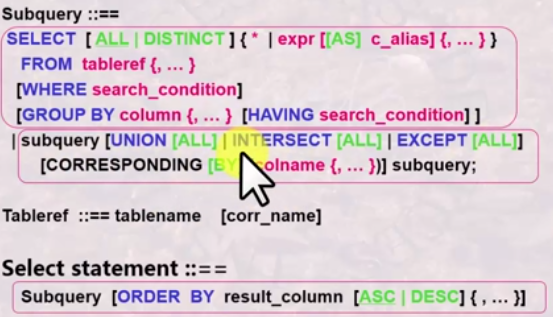 Subquery ::==
SELECT [ ALL | DISTINCT ] { * | expr [[AS] c_alias] {, … } }
FROM tableref {, … }
[WHERE search_condition]
[GROUP BY column {, … } [HAVING search_condition] ]
| subquery [UNION [ALL] | INTERSECT [ALL] | EXCEPT [ALL]]
[CORRESPONDING [BY colname {, … })] subquery;
Tableref ::== tablename [corr_name]
Select statement ::==
Subquery [ORDER BY result_column [ASC | DESC] { , … }]